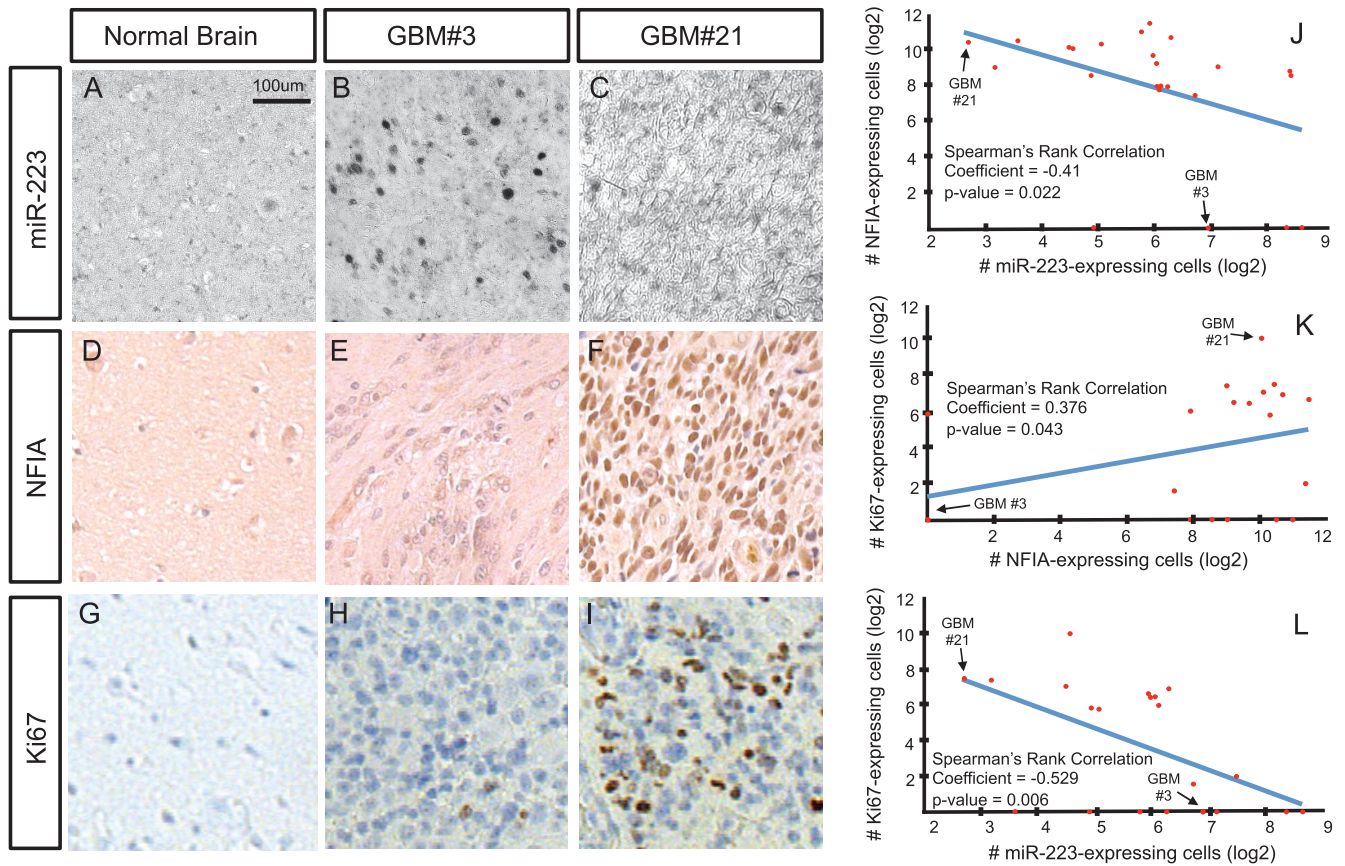 Normal Brain
GBM#3
GBM#21
miR-223
NFIA
Ki67
A
100um
B
C
D
E
F
G
H
I
J
# NFIA-expressing cells (log2)
12
10
8
6
4
2
GBM
#21
Spearman's Rank Correlation
Coefficient = -0.41
p-value = 0.022
GBM
#3
2 3 4 5 6 7 8 9
# miR-223-expressing cells (log2)
K
# Ki67-expressing cells (log2)
12
10
8
6
4
2
GBM
#21
Spearman's Rank Correlation
Coefficient = 0.376
p-value = 0.043
GBM #3
2 4 6 8 10 12
# NFIA-expressing cells (log2)
L
# Ki67-expressing cells (log2)
12
10
8
6
4
2
GBM
#21
Spearman's Rank Correlation
Coefficient = -0.529
p-value = 0.006
GBM
#3
2 3 4 5 6 7 8 9
# miR-223-expressing cells (log2)